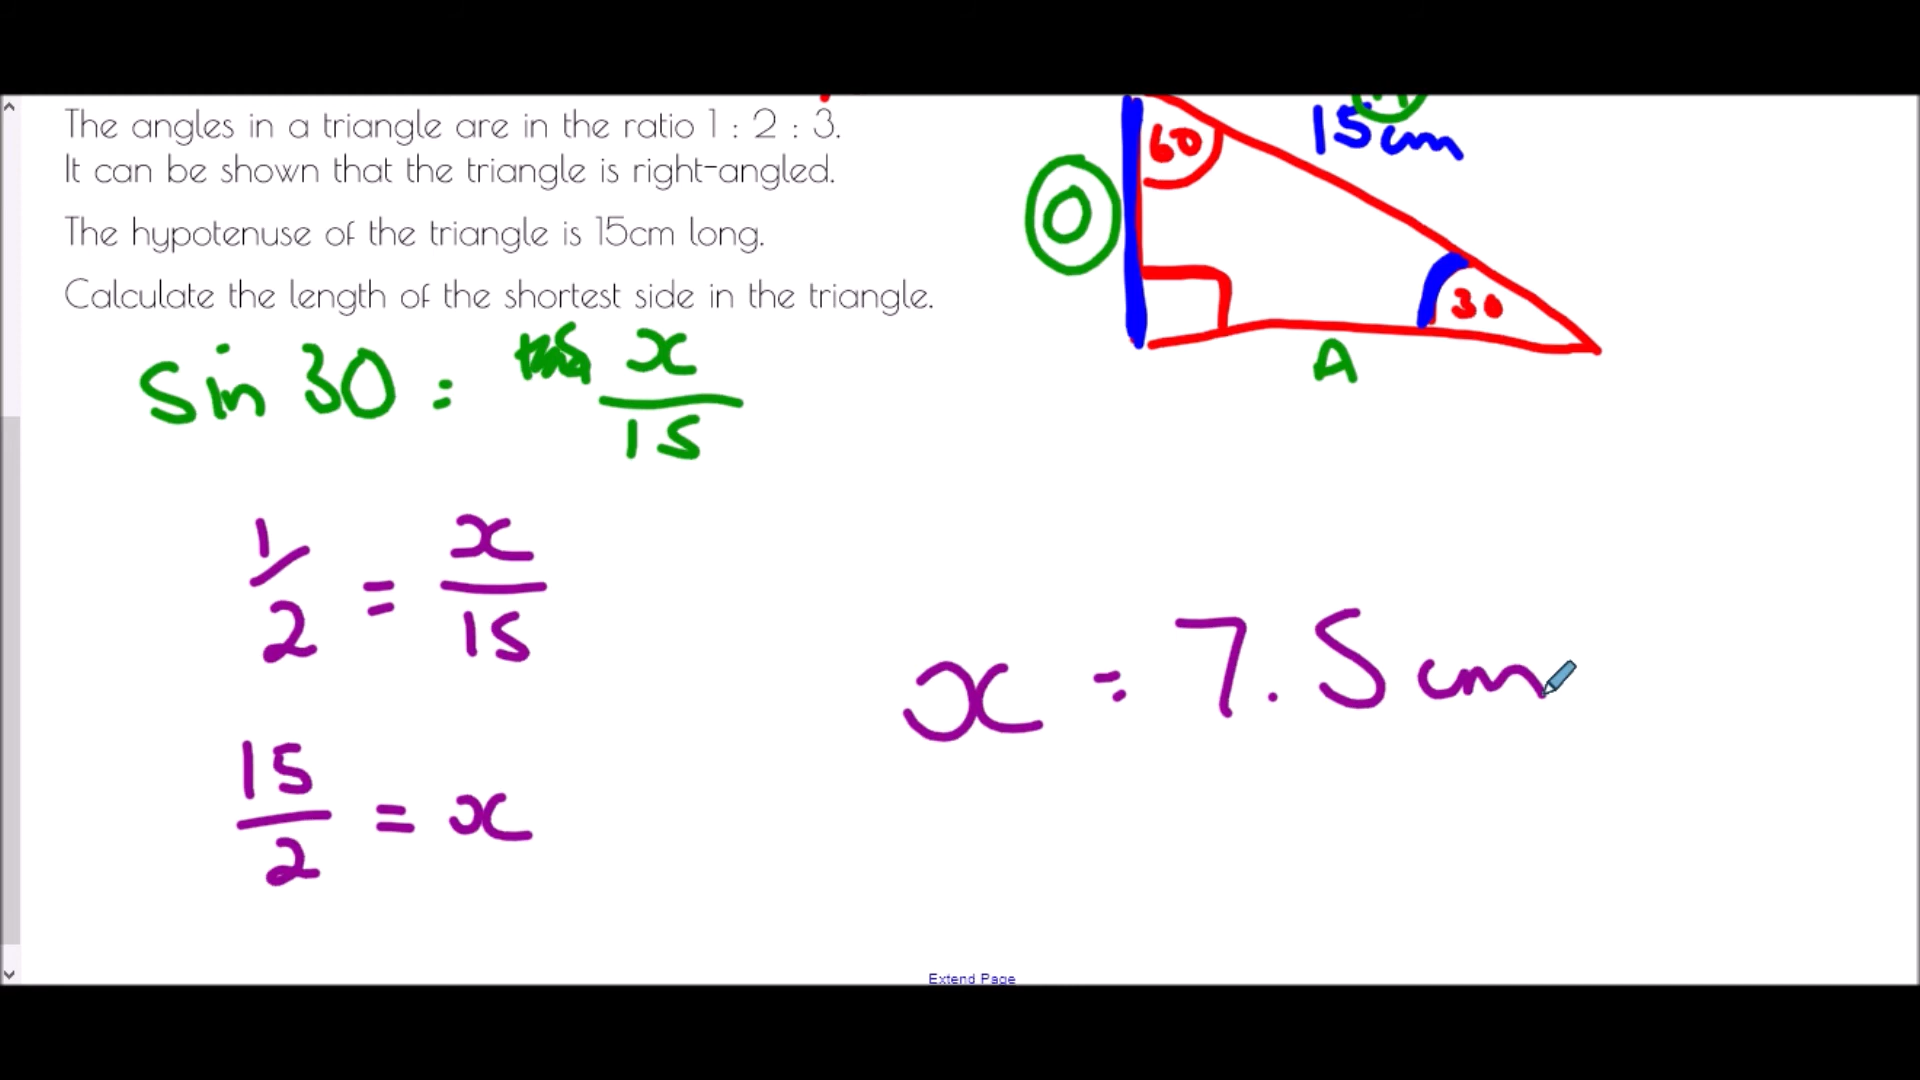 The angles in a triangle are in the ratio 1 : 2 : 3.
It can be shown that the triangle is right-angled.
The hypotenuse of the triangle is 15cm long.
Calculate the length of the shortest side in the triangle.
60
15cm
O
30
A
Sin 30 = x/15
1/2 = x/15
15/2 = x
x = 7.5cm
Extend Page